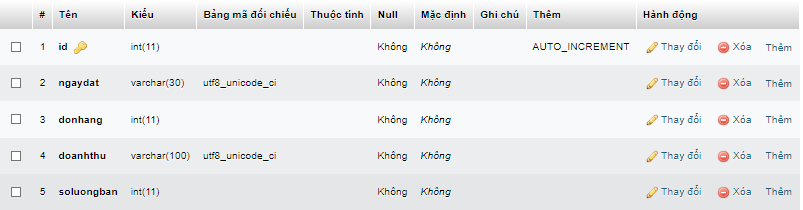 # Tên Kiểu Bảng mã đối chiếu Thuộc tính Null Mặc định Ghi chú Thêm Hành động
1 id int(11) Không Không AUTO_INCREMENT Thay đổi Xóa Thêm
2 ngaydat varchar(30) utf8_unicode_ci Không Không Thay đổi Xóa Thêm
3 donhang int(11) Không Không Thay đổi Xóa Thêm
4 doanhthu varchar(100) utf8_unicode_ci Không Không Thay đổi Xóa Thêm
5 soluongban int(11) Không Không Thay đổi Xóa Thêm